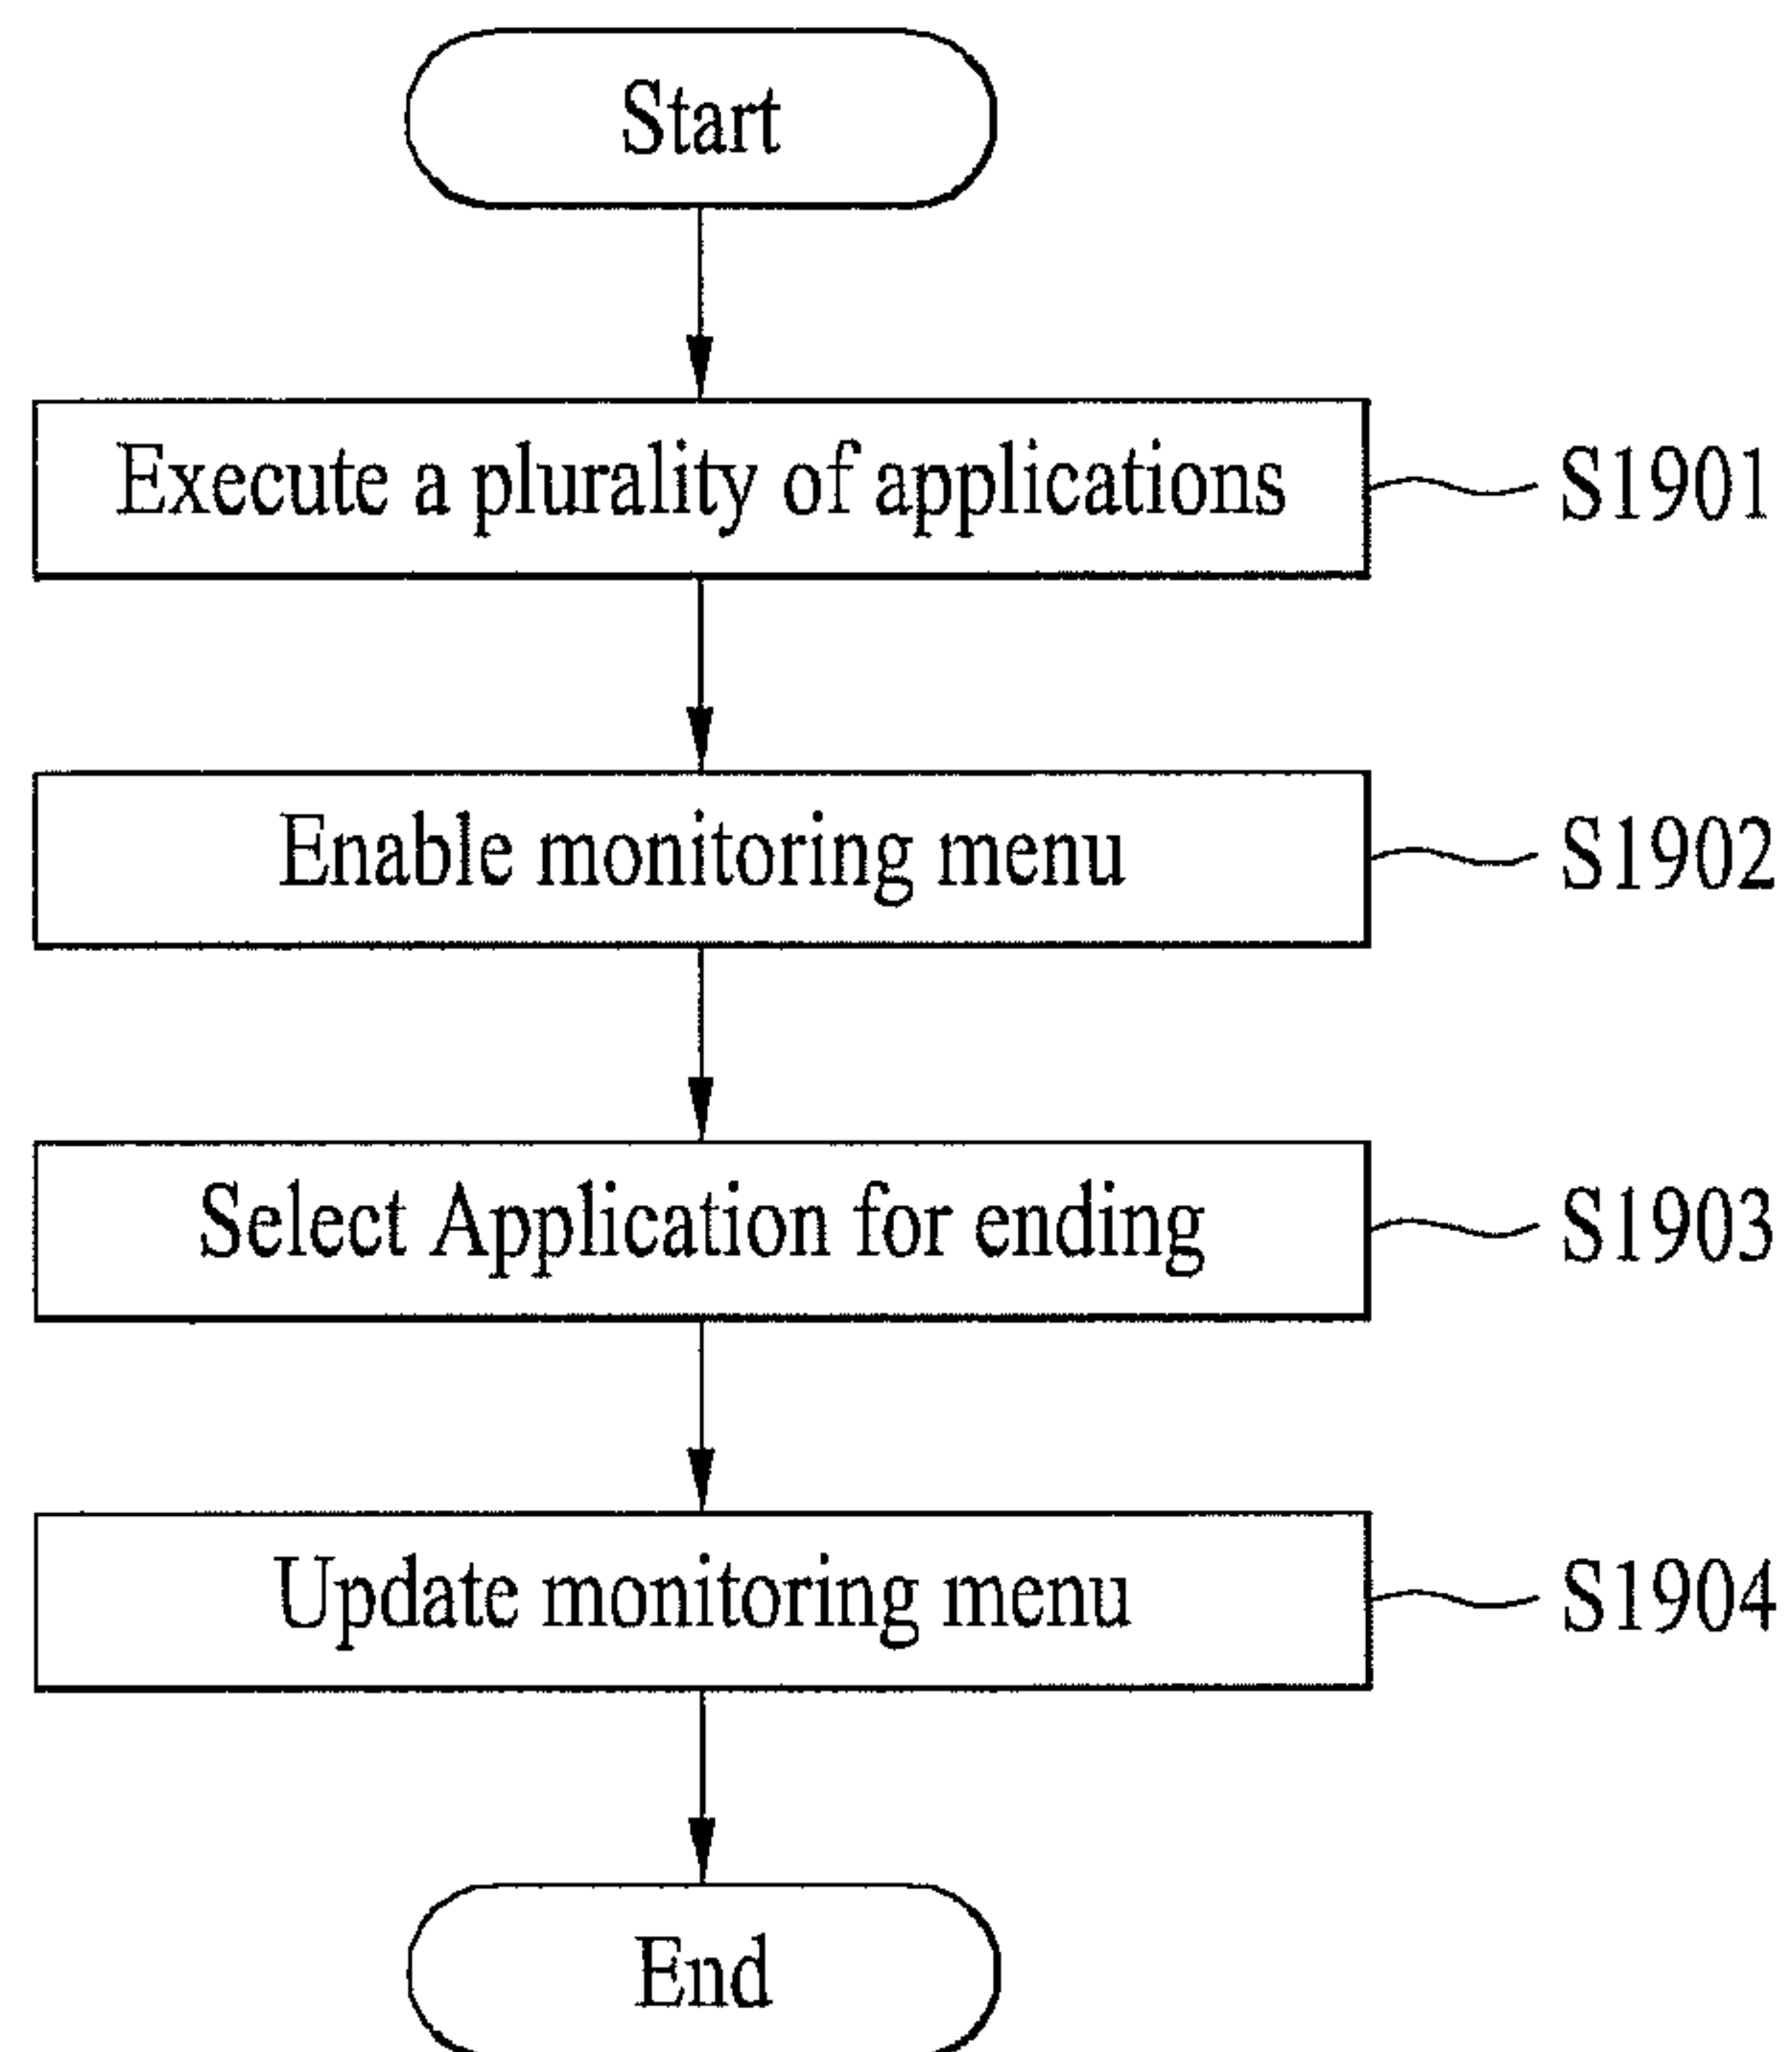 Start
Execute a plurality of applications
S1901
Enable monitoring menu
S1902
Select Application for ending
S1903
Update monitoring menu
S1904
End